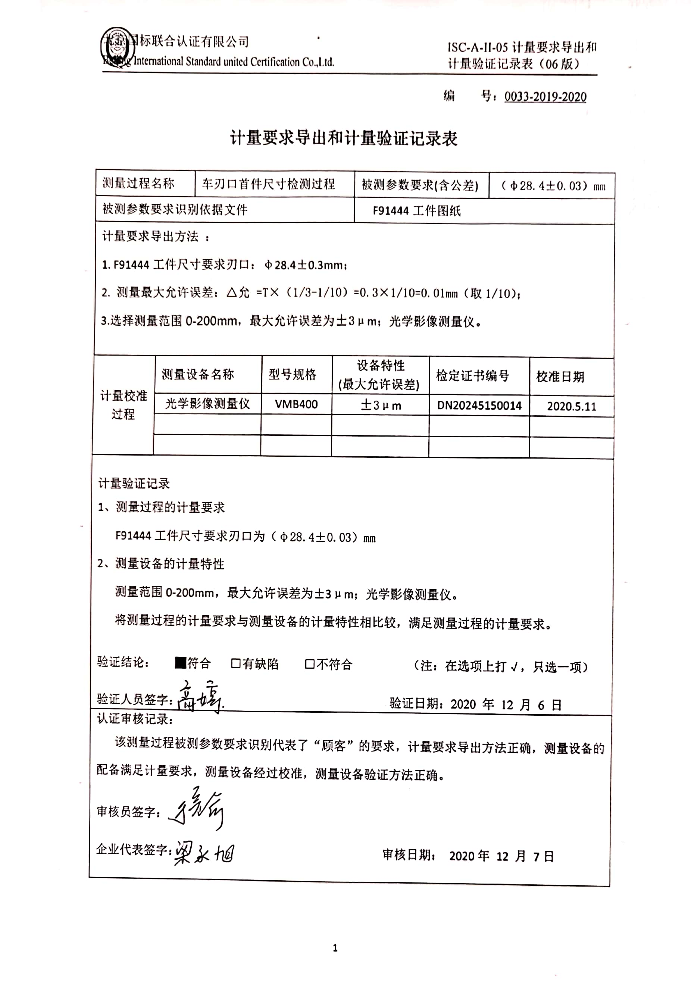 北京国标联合认证有限公司
Beijing International Standard united Certification Co.,Ltd.
ISC-A-II-05 计量要求导出和
计量验证记录表（06 版）
编 号：0033-2019-2020
计量要求导出和计量验证记录表
测量过程名称 车刃口首件尺寸检测过程 被测参数要求(含公差) （φ28.4±0.03）mm
被测参数要求识别依据文件 F91444 工件图纸
计量要求导出方法 ：
1. F91444 工件尺寸要求刃口： φ28.4±0.3mm；
2. 测量最大允许误差：△允 =T×（1/3-1/10）=0.3×1/10=0.01mm（取 1/10）；
3.选择测量范围 0-200mm，最大允许误差为±3μm；光学影像测量仪。
计量校准过程 测量设备名称 型号规格 设备特性(最大允许误差) 检定证书编号 校准日期
光学影像测量仪 VMB400 ±3μm DN20245150014 2020.5.11
计量验证记录
1、测量过程的计量要求
F91444 工件尺寸要求刃口为（φ28.4±0.03）mm
2、测量设备的计量特性
测量范围 0-200mm，最大允许误差为±3μm；光学影像测量仪。
将测量过程的计量要求与测量设备的计量特性相比较，满足测量过程的计量要求。
验证结论： ■符合 □有缺陷 □不符合 （注：在选项上打√，只选一项）
验证人员签字：高婷 验证日期：2020 年 12 月 6 日
认证审核记录：
该测量过程被测参数要求识别代表了“顾客”的要求，计量要求导出方法正确，测量设备的
配备满足计量要求，测量设备经过校准，测量设备验证方法正确。
审核员签字：
企业代表签字：梁永旭 审核日期： 2020 年 12 月 7 日
1